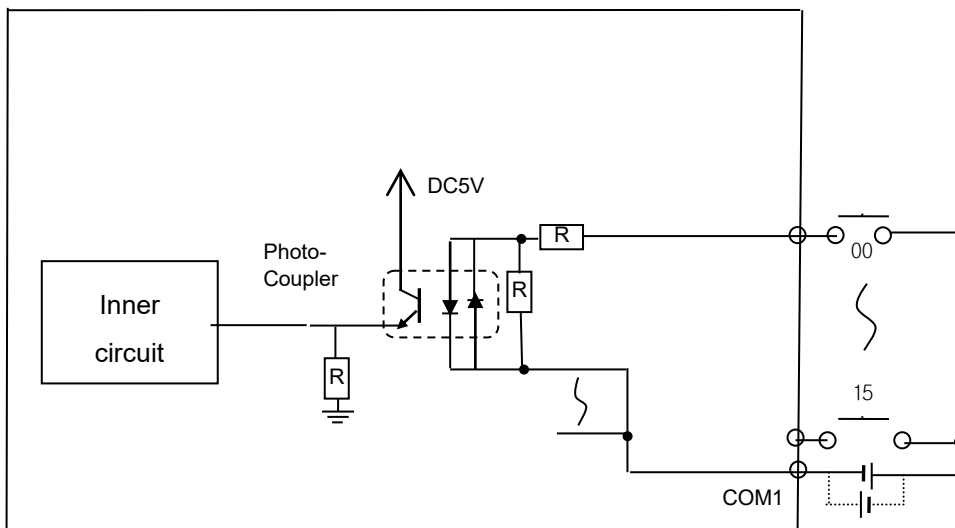 DC5V
R
Photo-
Coupler
00
R
Inner
circuit
R
15
COM1